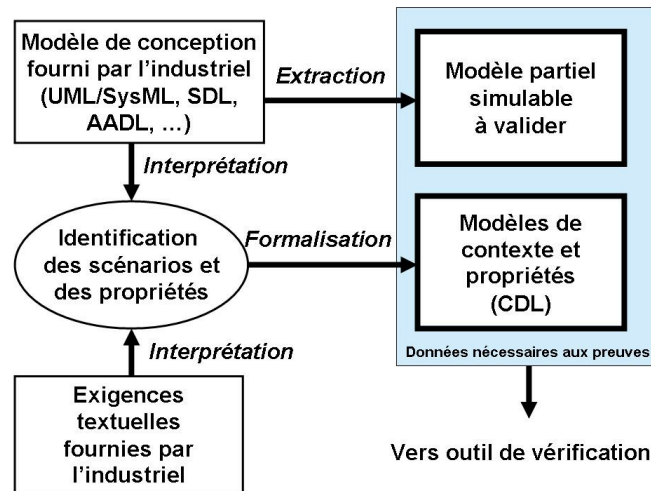 Modèle de conception
fourni par l'industriel
(UML/SysML, SDL,
AADL, ...)
Extraction
Modèle partiel
simulable
à valider
Interprétation
Identification
des scénarios et
des propriétés
Formalisation
Modèles de
contexte et
propriétés
(CDL)
Données nécessaires aux preuves
Interprétation
Exigences
textuelles
fournies par
l'industriel
Vers outil de vérification